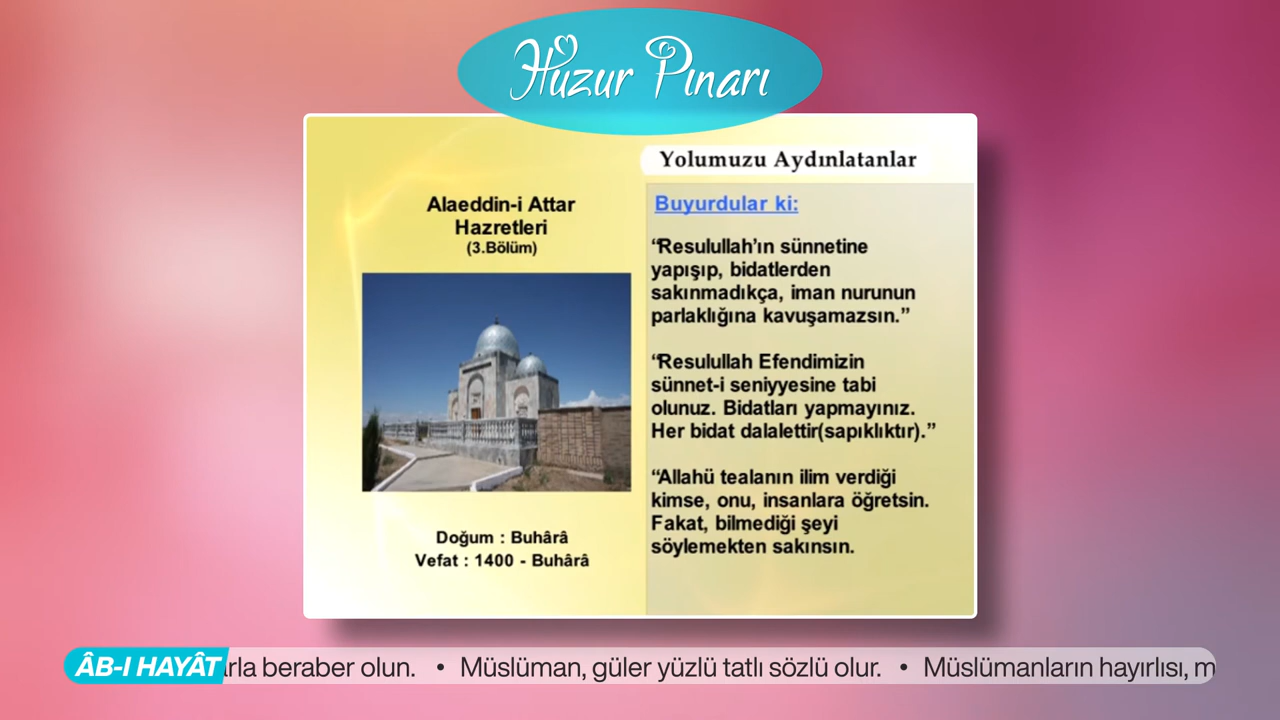 Huzur Pınarı
Yolumuzu Aydınlatanlar
Alaeddin-i Attar
Hazretleri
(3.Bölüm)
Doğum : Buhârâ
Vefat : 1400 - Buhârâ
Buyurdular ki:
“Resulullah’ın sünnetine
yapışıp, bidatlerden
sakınmadıkça, iman nurunun
parlaklığına kavuşamazsın.”
“Resulullah Efendimizin
sünnet-i seniyyesine tabi
olunuz. Bidatları yapmayınız.
Her bidat dalalettir(sapıklıktır).”
“Allahü tealanın ilim verdiği
kimse, onu, insanlara öğretsin.
Fakat, bilmediği şeyi
söylemekten sakınsın.
ÂB-I HAYÂT arla beraber olun. • Müslüman, güler yüzlü tatlı sözlü olur. • Müslümanların hayırlısı, m